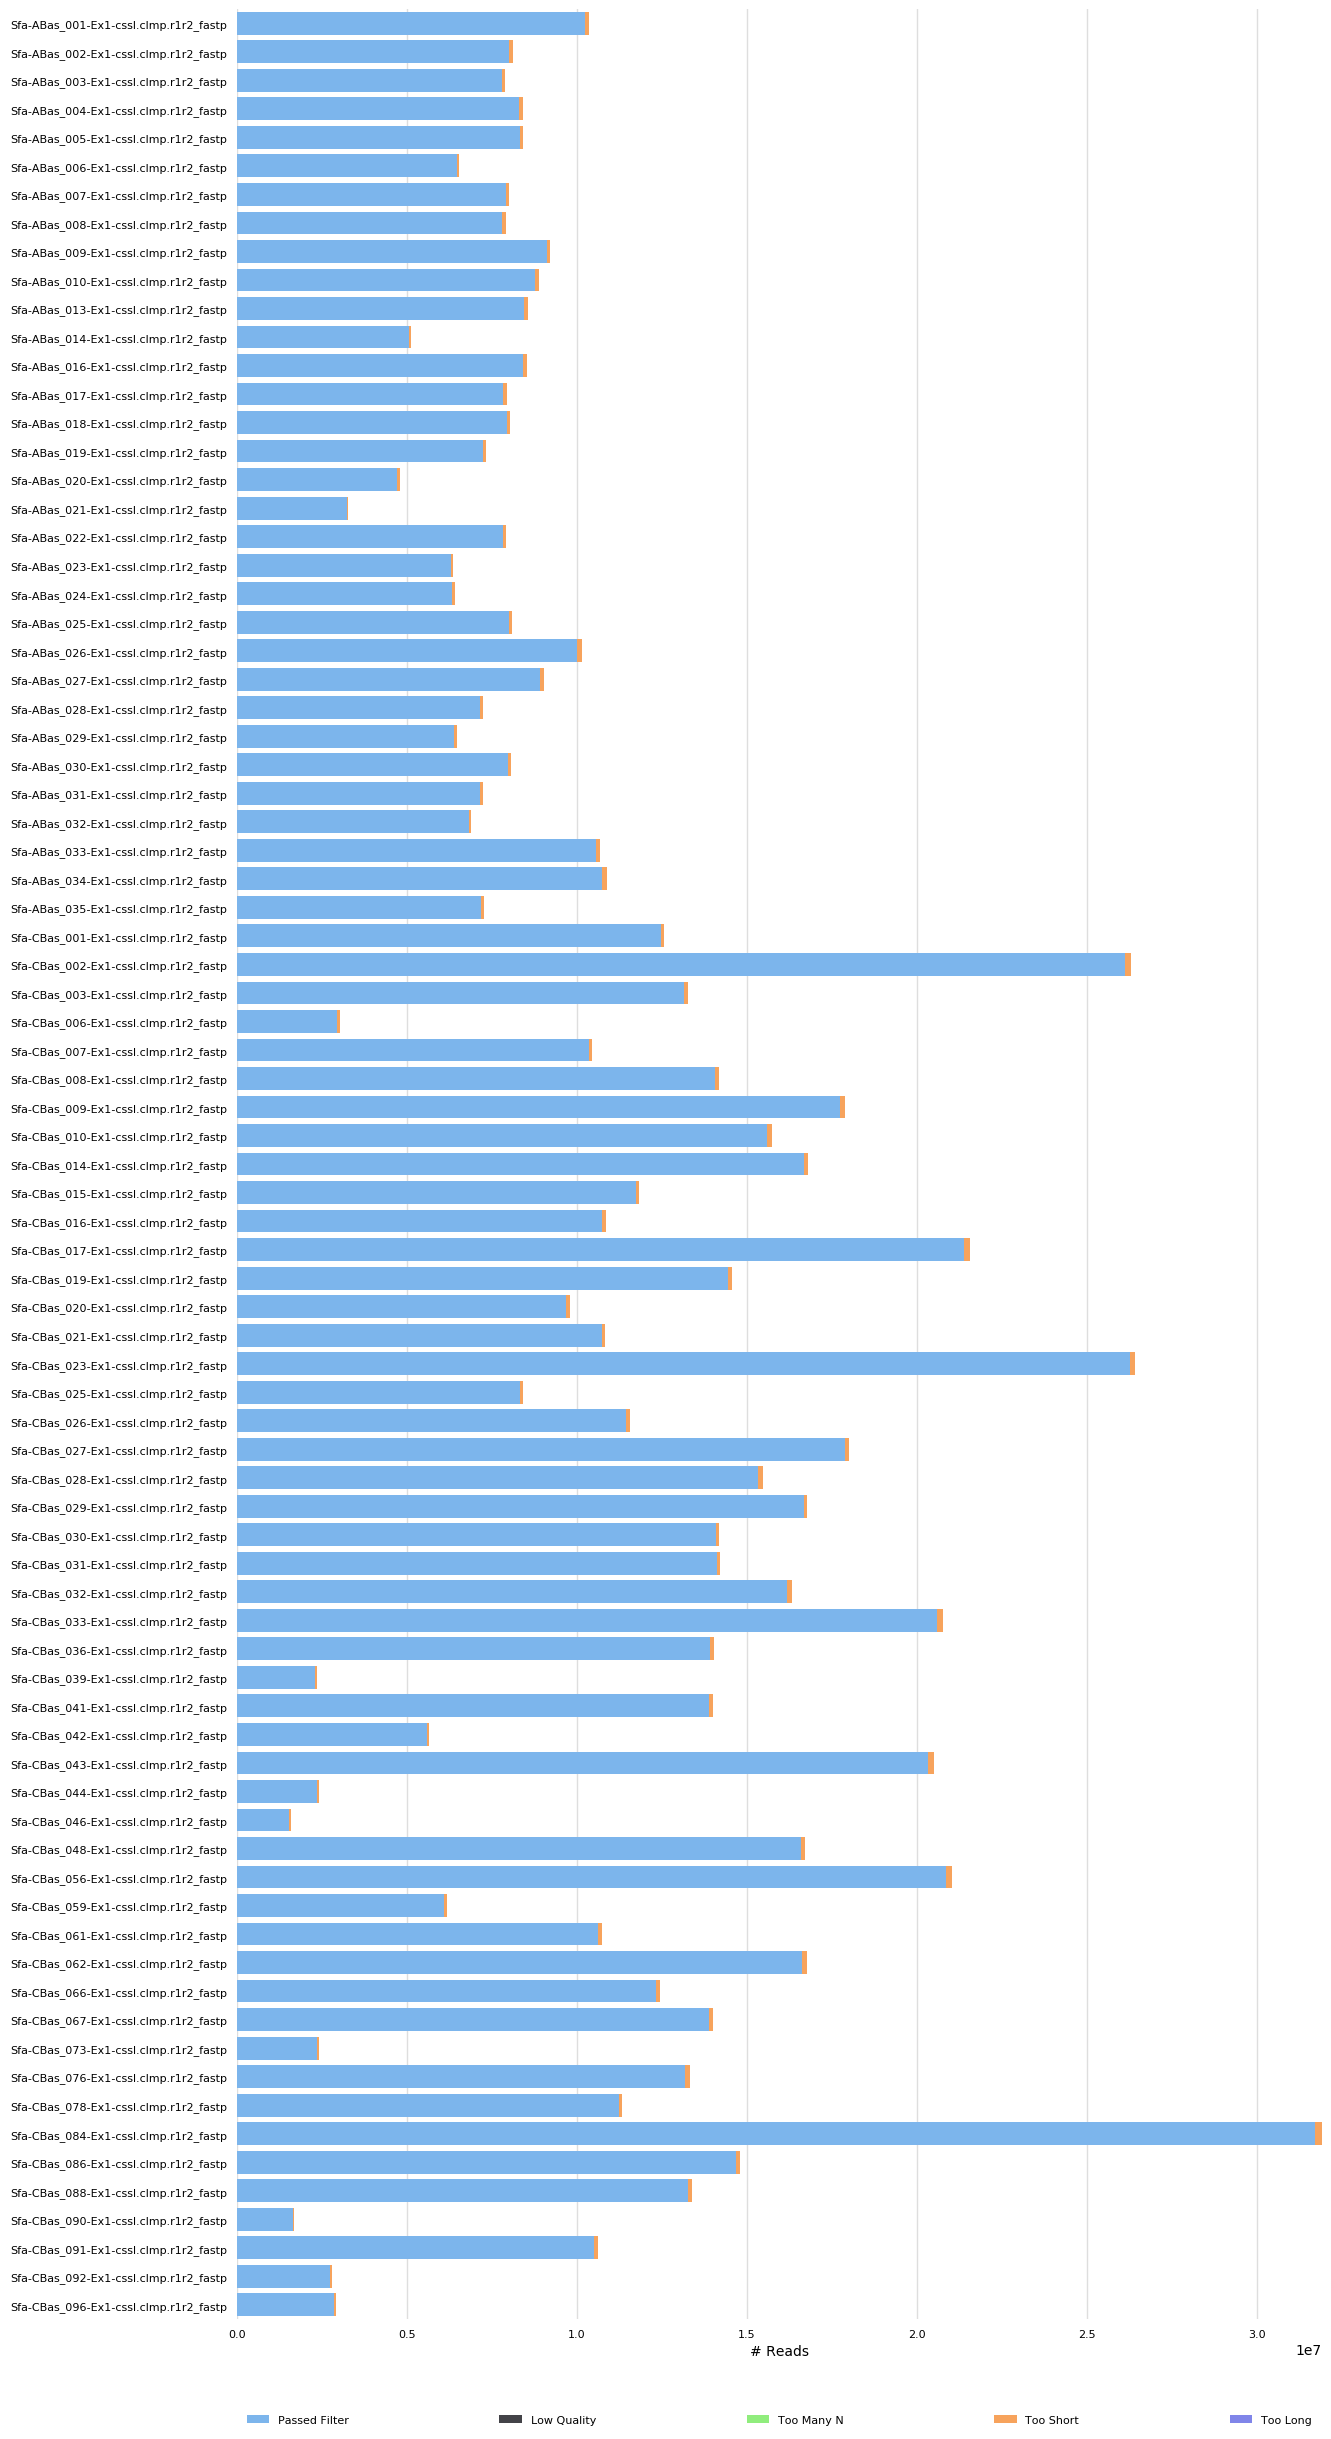 Sfa-ABas_001-Ex1-cssl.clmp.r1r2_fastp
Sfa-ABas_002-Ex1-cssl.clmp.r1r2_fastp
Sfa-ABas_003-Ex1-cssl.clmp.r1r2_fastp
Sfa-ABas_004-Ex1-cssl.clmp.r1r2_fastp
Sfa-ABas_005-Ex1-cssl.clmp.r1r2_fastp
Sfa-ABas_006-Ex1-cssl.clmp.r1r2_fastp
Sfa-ABas_007-Ex1-cssl.clmp.r1r2_fastp
Sfa-ABas_008-Ex1-cssl.clmp.r1r2_fastp
Sfa-ABas_009-Ex1-cssl.clmp.r1r2_fastp
Sfa-ABas_010-Ex1-cssl.clmp.r1r2_fastp
Sfa-ABas_013-Ex1-cssl.clmp.r1r2_fastp
Sfa-ABas_014-Ex1-cssl.clmp.r1r2_fastp
Sfa-ABas_016-Ex1-cssl.clmp.r1r2_fastp
Sfa-ABas_017-Ex1-cssl.clmp.r1r2_fastp
Sfa-ABas_018-Ex1-cssl.clmp.r1r2_fastp
Sfa-ABas_019-Ex1-cssl.clmp.r1r2_fastp
Sfa-ABas_020-Ex1-cssl.clmp.r1r2_fastp
Sfa-ABas_021-Ex1-cssl.clmp.r1r2_fastp
Sfa-ABas_022-Ex1-cssl.clmp.r1r2_fastp
Sfa-ABas_023-Ex1-cssl.clmp.r1r2_fastp
Sfa-ABas_024-Ex1-cssl.clmp.r1r2_fastp
Sfa-ABas_025-Ex1-cssl.clmp.r1r2_fastp
Sfa-ABas_026-Ex1-cssl.clmp.r1r2_fastp
Sfa-ABas_027-Ex1-cssl.clmp.r1r2_fastp
Sfa-ABas_028-Ex1-cssl.clmp.r1r2_fastp
Sfa-ABas_029-Ex1-cssl.clmp.r1r2_fastp
Sfa-ABas_030-Ex1-cssl.clmp.r1r2_fastp
Sfa-ABas_031-Ex1-cssl.clmp.r1r2_fastp
Sfa-ABas_032-Ex1-cssl.clmp.r1r2_fastp
Sfa-ABas_033-Ex1-cssl.clmp.r1r2_fastp
Sfa-ABas_034-Ex1-cssl.clmp.r1r2_fastp
Sfa-ABas_035-Ex1-cssl.clmp.r1r2_fastp
Sfa-CBas_001-Ex1-cssl.clmp.r1r2_fastp
Sfa-CBas_002-Ex1-cssl.clmp.r1r2_fastp
Sfa-CBas_003-Ex1-cssl.clmp.r1r2_fastp
Sfa-CBas_006-Ex1-cssl.clmp.r1r2_fastp
Sfa-CBas_007-Ex1-cssl.clmp.r1r2_fastp
Sfa-CBas_008-Ex1-cssl.clmp.r1r2_fastp
Sfa-CBas_009-Ex1-cssl.clmp.r1r2_fastp
Sfa-CBas_010-Ex1-cssl.clmp.r1r2_fastp
Sfa-CBas_014-Ex1-cssl.clmp.r1r2_fastp
Sfa-CBas_015-Ex1-cssl.clmp.r1r2_fastp
Sfa-CBas_016-Ex1-cssl.clmp.r1r2_fastp
Sfa-CBas_017-Ex1-cssl.clmp.r1r2_fastp
Sfa-CBas_019-Ex1-cssl.clmp.r1r2_fastp
Sfa-CBas_020-Ex1-cssl.clmp.r1r2_fastp
Sfa-CBas_021-Ex1-cssl.clmp.r1r2_fastp
Sfa-CBas_023-Ex1-cssl.clmp.r1r2_fastp
Sfa-CBas_025-Ex1-cssl.clmp.r1r2_fastp
Sfa-CBas_026-Ex1-cssl.clmp.r1r2_fastp
Sfa-CBas_027-Ex1-cssl.clmp.r1r2_fastp
Sfa-CBas_028-Ex1-cssl.clmp.r1r2_fastp
Sfa-CBas_029-Ex1-cssl.clmp.r1r2_fastp
Sfa-CBas_030-Ex1-cssl.clmp.r1r2_fastp
Sfa-CBas_031-Ex1-cssl.clmp.r1r2_fastp
Sfa-CBas_032-Ex1-cssl.clmp.r1r2_fastp
Sfa-CBas_033-Ex1-cssl.clmp.r1r2_fastp
Sfa-CBas_036-Ex1-cssl.clmp.r1r2_fastp
Sfa-CBas_039-Ex1-cssl.clmp.r1r2_fastp
Sfa-CBas_041-Ex1-cssl.clmp.r1r2_fastp
Sfa-CBas_042-Ex1-cssl.clmp.r1r2_fastp
Sfa-CBas_043-Ex1-cssl.clmp.r1r2_fastp
Sfa-CBas_044-Ex1-cssl.clmp.r1r2_fastp
Sfa-CBas_046-Ex1-cssl.clmp.r1r2_fastp
Sfa-CBas_048-Ex1-cssl.clmp.r1r2_fastp
Sfa-CBas_056-Ex1-cssl.clmp.r1r2_fastp
Sfa-CBas_059-Ex1-cssl.clmp.r1r2_fastp
Sfa-CBas_061-Ex1-cssl.clmp.r1r2_fastp
Sfa-CBas_062-Ex1-cssl.clmp.r1r2_fastp
Sfa-CBas_066-Ex1-cssl.clmp.r1r2_fastp
Sfa-CBas_067-Ex1-cssl.clmp.r1r2_fastp
Sfa-CBas_073-Ex1-cssl.clmp.r1r2_fastp
Sfa-CBas_076-Ex1-cssl.clmp.r1r2_fastp
Sfa-CBas_078-Ex1-cssl.clmp.r1r2_fastp
Sfa-CBas_084-Ex1-cssl.clmp.r1r2_fastp
Sfa-CBas_086-Ex1-cssl.clmp.r1r2_fastp
Sfa-CBas_088-Ex1-cssl.clmp.r1r2_fastp
Sfa-CBas_090-Ex1-cssl.clmp.r1r2_fastp
Sfa-CBas_091-Ex1-cssl.clmp.r1r2_fastp
Sfa-CBas_092-Ex1-cssl.clmp.r1r2_fastp
Sfa-CBas_096-Ex1-cssl.clmp.r1r2_fastp
0.0 0.5 1.0 1.5 2.0 2.5 3.0
# Reads 1e7
Passed Filter Low Quality Too Many N Too Short Too Long